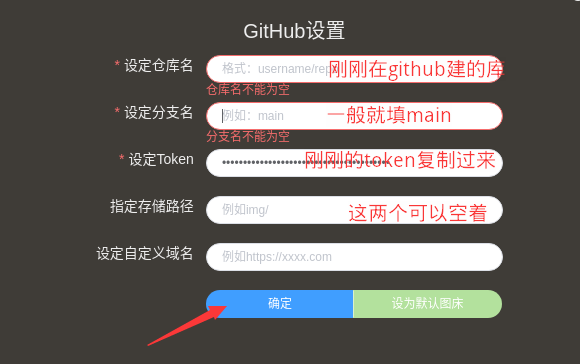 GitHub设置
* 设定仓库名 格式：username/rep 刚刚在github建的库
仓库名不能为空
* 设定分支名 例如：main 一般就填main
分支名不能为空
* 设定Token 刚刚的token复制过来
指定存储路径 例如img/ 这两个可以空着
设定自定义域名 例如https://xxxx.com
确定 设为默认图床